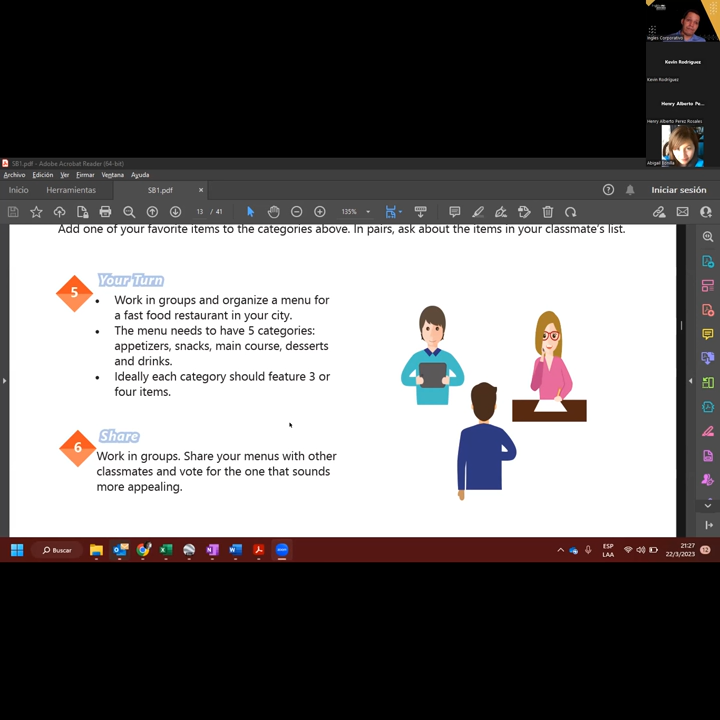 Ingles Corporativo
Kevin Rodriguez
Kevin Rodriguez
Henry Alberto Pe...
Henry Alberto Perez Rosales
Abigail Bonilla
SB1.pdf - Adobe Acrobat Reader (64-bit)
Archivo Edición Ver Firmar Ventana Ayuda
Inicio Herramientas SB1.pdf × Iniciar sesión
13 / 41 135%
Add one of your favorite items to the categories above. In pairs, ask about the items in your classmate's list.
5 Your Turn
• Work in groups and organize a menu for
a fast food restaurant in your city.
• The menu needs to have 5 categories:
appetizers, snacks, main course, desserts
and drinks.
• Ideally each category should feature 3 or
four items.
6 Share
Work in groups. Share your menus with other
classmates and vote for the one that sounds
more appealing.
Buscar
ESP
LAA
21:27
22/3/2023
12